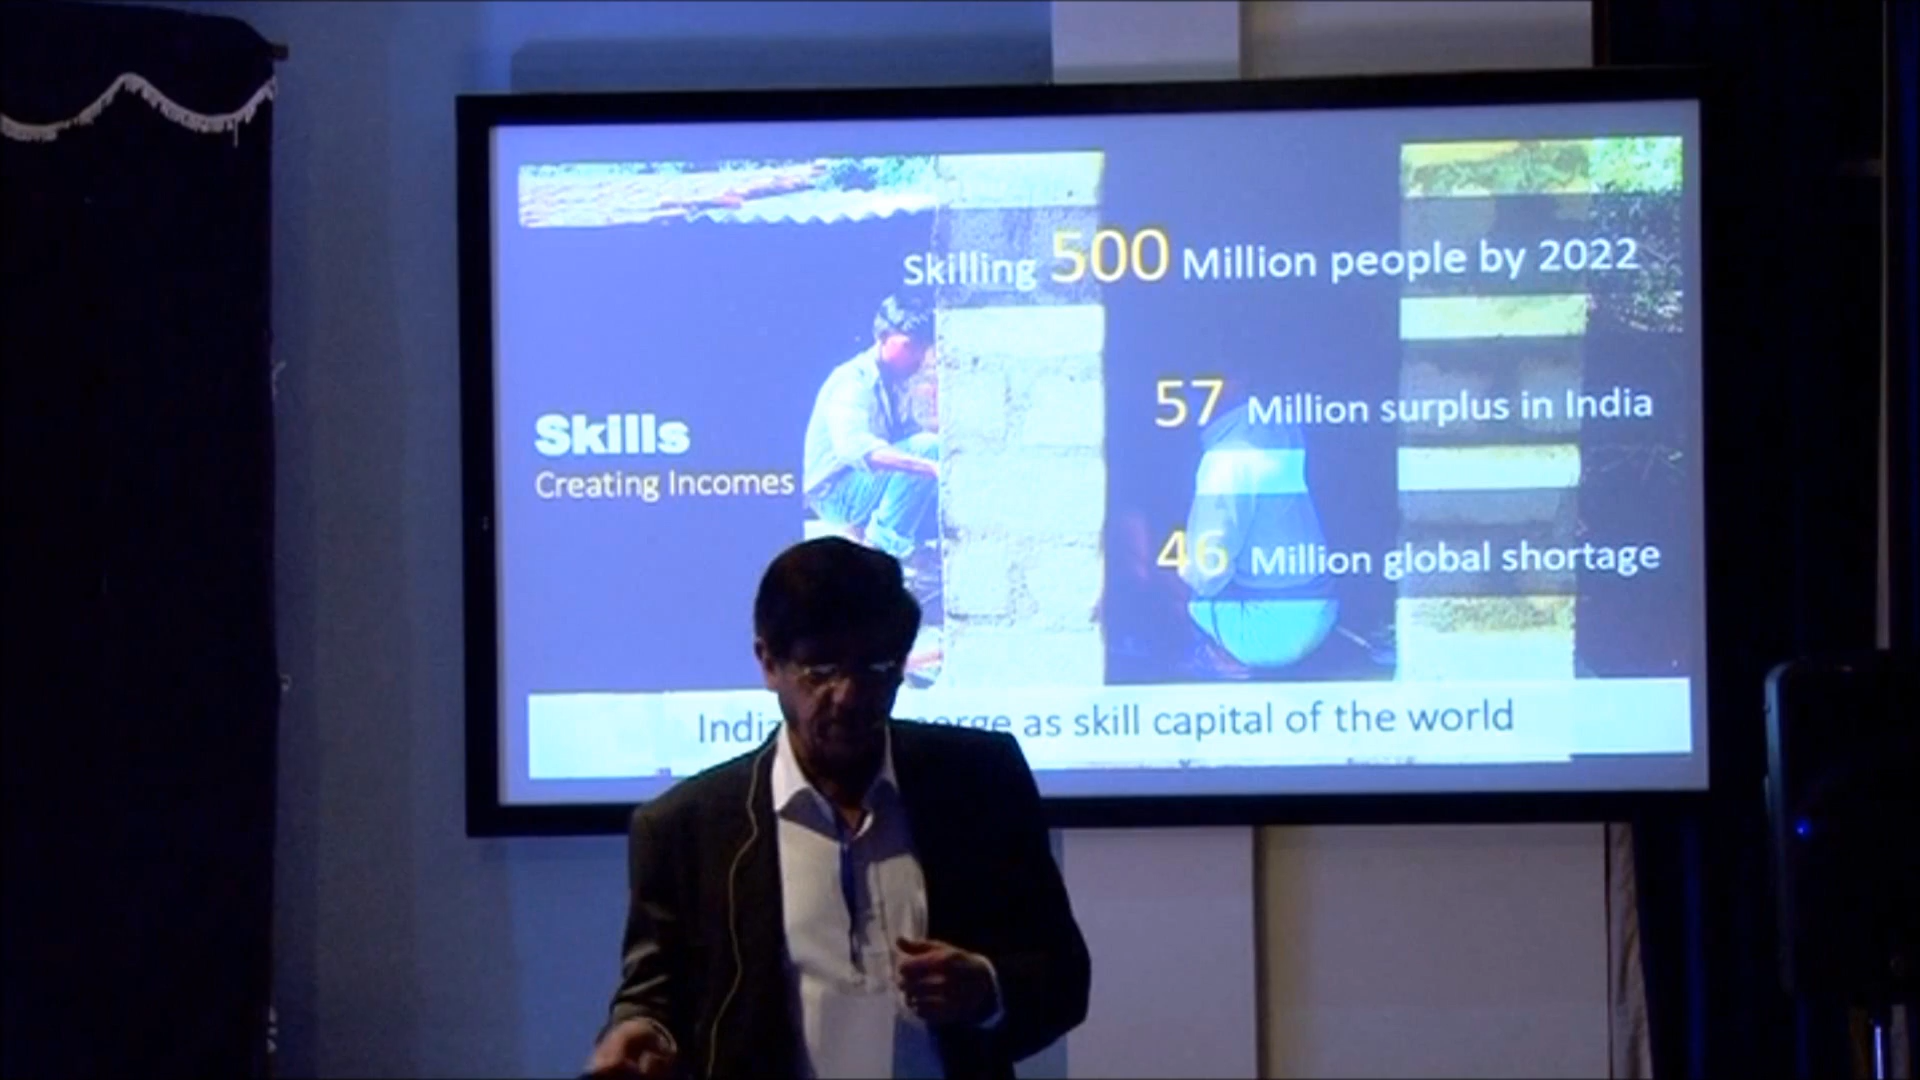 Skilling 500 Million people by 2022
57 Million surplus in India
Skills
Creating Incomes
46 Million global shortage
as skill capital of the world